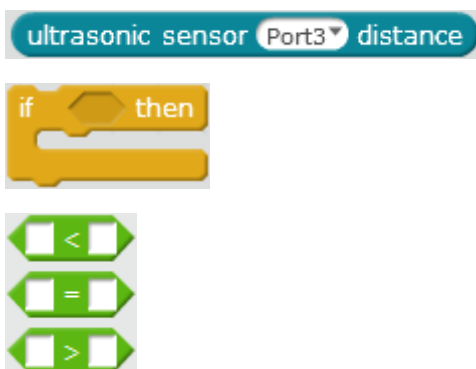 ultrasonic sensor Port3 distance
if then
<
=
>